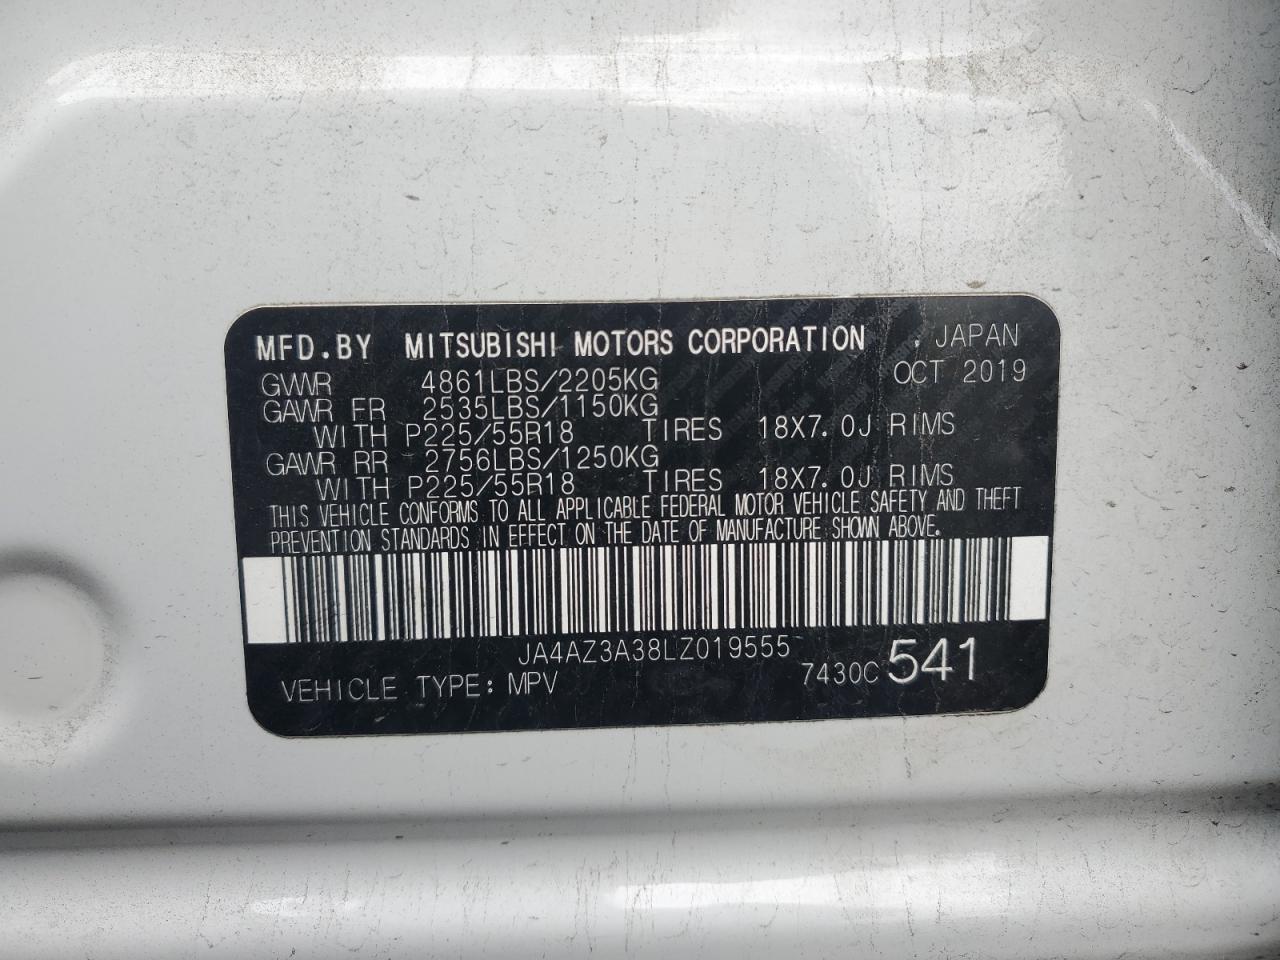 MFD.BY MITSUBISHI MOTORS CORPORATION , JAPAN
GVWR 4861LBS/2205KG OCT 2019
GAWR FR 2535LBS/1150KG
WITH P225/55R18 TIRES 18X7.0J RIMS
GAWR RR 2756LBS/1250KG
WITH P225/55R18 TIRES 18X7.0J RIMS
THIS VEHICLE CONFORMS TO ALL APPLICABLE FEDERAL MOTOR VEHICLE SAFETY AND THEFT
PREVENTION STANDARDS IN EFFECT ON THE DATE OF MANUFACTURE SHOWN ABOVE.
JA4AZ3A38LZ019555
VEHICLE TYPE: MPV 7430C 541